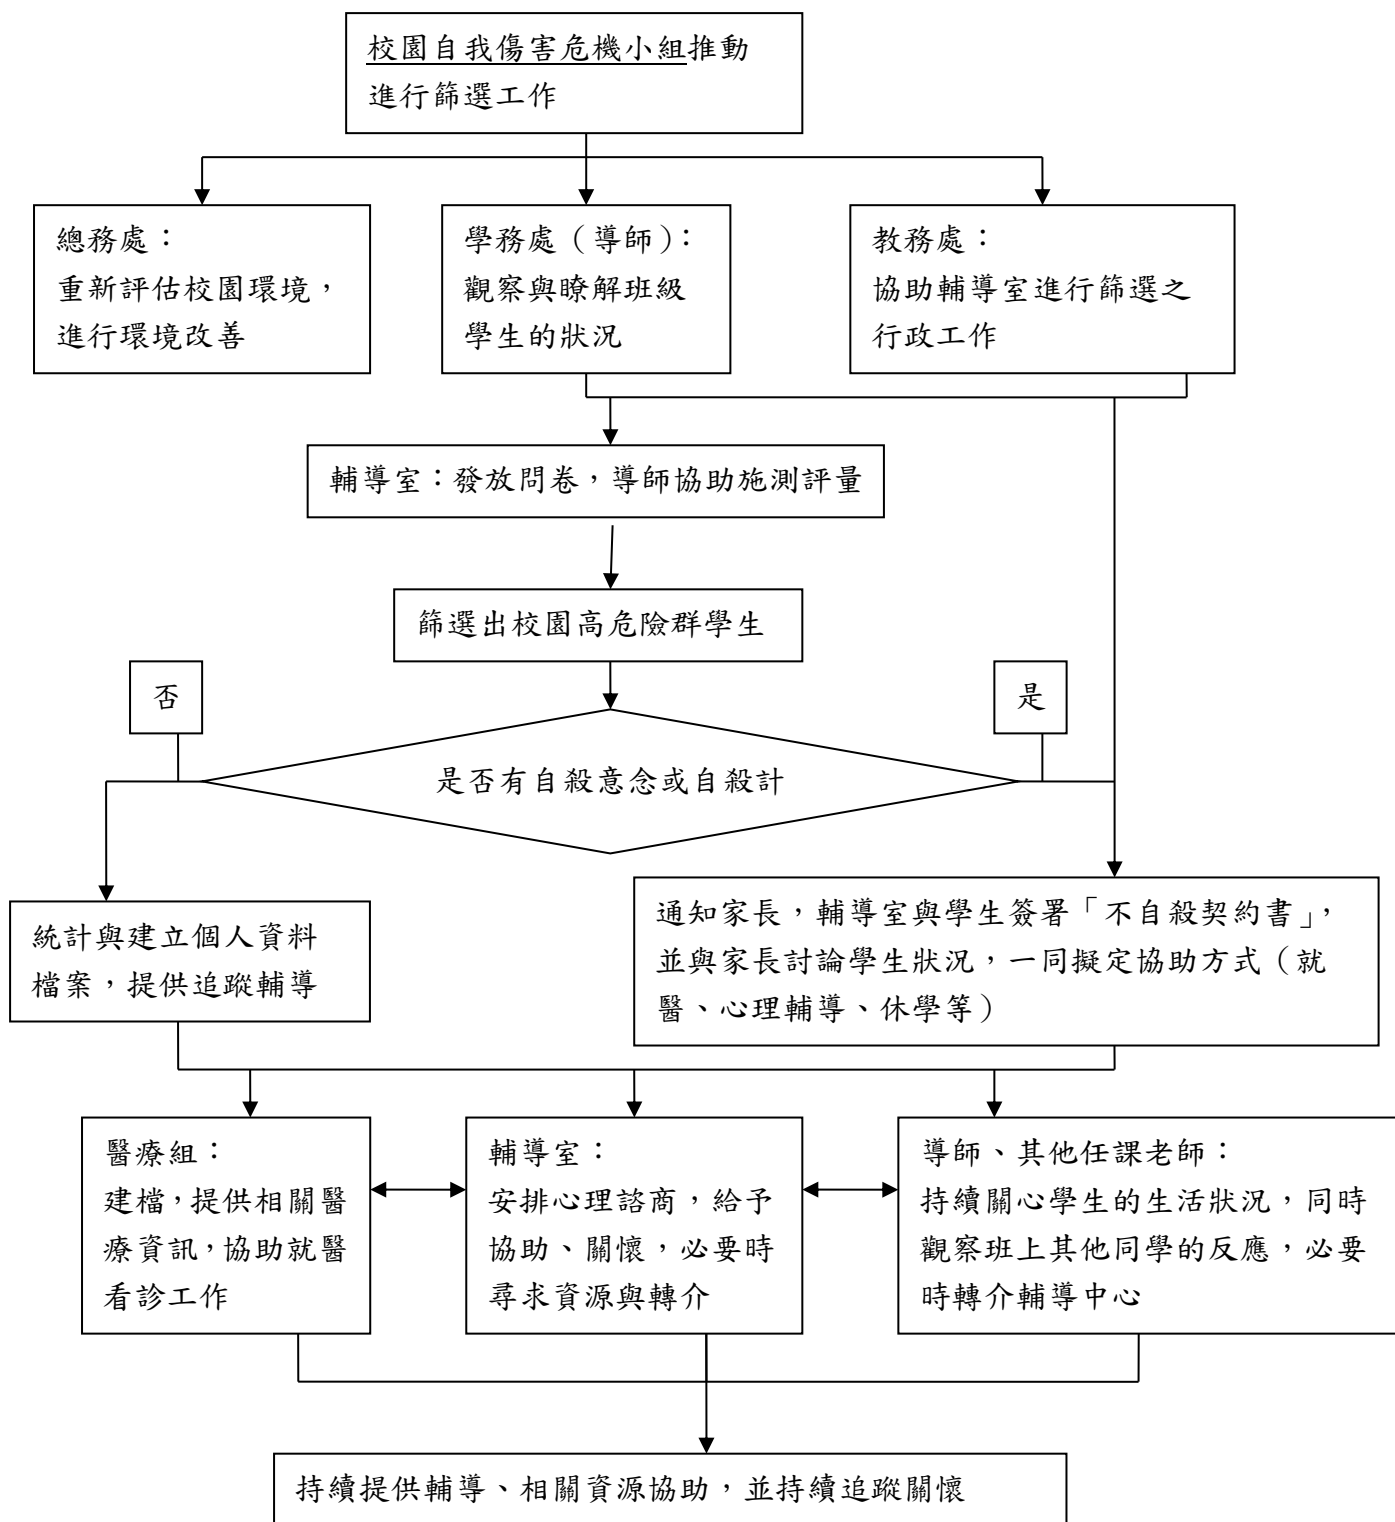 校園自我傷害危機小組推動
進行篩選工作
總務處：
重新評估校園環境，
進行環境改善
學務處（導師）：
觀察與瞭解班級
學生的狀況
教務處：
協助輔導室進行篩選之
行政工作
輔導室：發放問卷，導師協助施測評量
篩選出校園高危險群學生
否
是
是否有自殺意念或自殺計
統計與建立個人資料
檔案，提供追蹤輔導
通知家長，輔導室與學生簽署「不自殺契約書」，
並與家長討論學生狀況，一同擬定協助方式（就
醫、心理輔導、休學等）
醫療組：
建檔，提供相關醫
療資訊，協助就醫
看診工作
輔導室：
安排心理諮商，給予
協助、關懷，必要時
尋求資源與轉介
導師、其他任課老師：
持續關心學生的生活狀況，同時
觀察班上其他同學的反應，必要
時轉介輔導中心
持續提供輔導、相關資源協助，並持續追蹤關懷